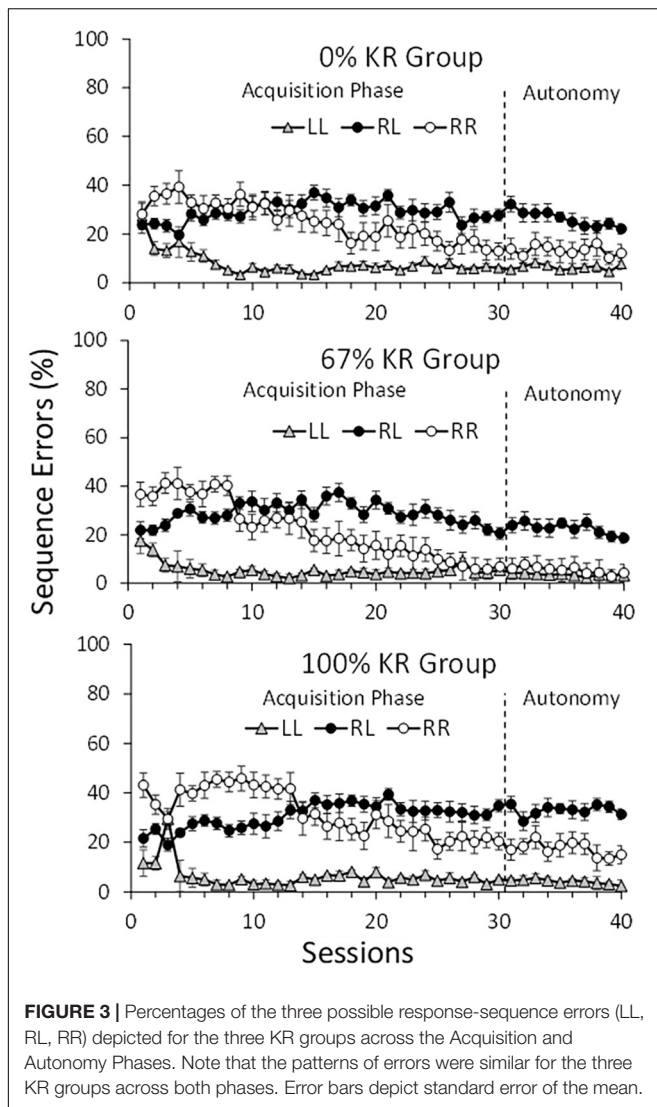 100
0% KR Group
80
Acquisition Phase
Autonomy
60
LL RL RR
40
20
0
0 10 20 30 40
100
67% KR Group
80
Acquisition Phase
Autonomy
60
LL RL RR
40
20
0
0 10 20 30 40
Sequence Errors (%)
100
100% KR Group
80
Acquisition Phase
Autonomy
60
LL RL RR
40
20
0
0 10 20 30 40
Sessions
FIGURE 3 | Percentages of the three possible response-sequence errors (LL,
RL, RR) depicted for the three KR groups across the Acquisition and
Autonomy Phases. Note that the patterns of errors were similar for the three
KR groups across both phases. Error bars depict standard error of the mean.